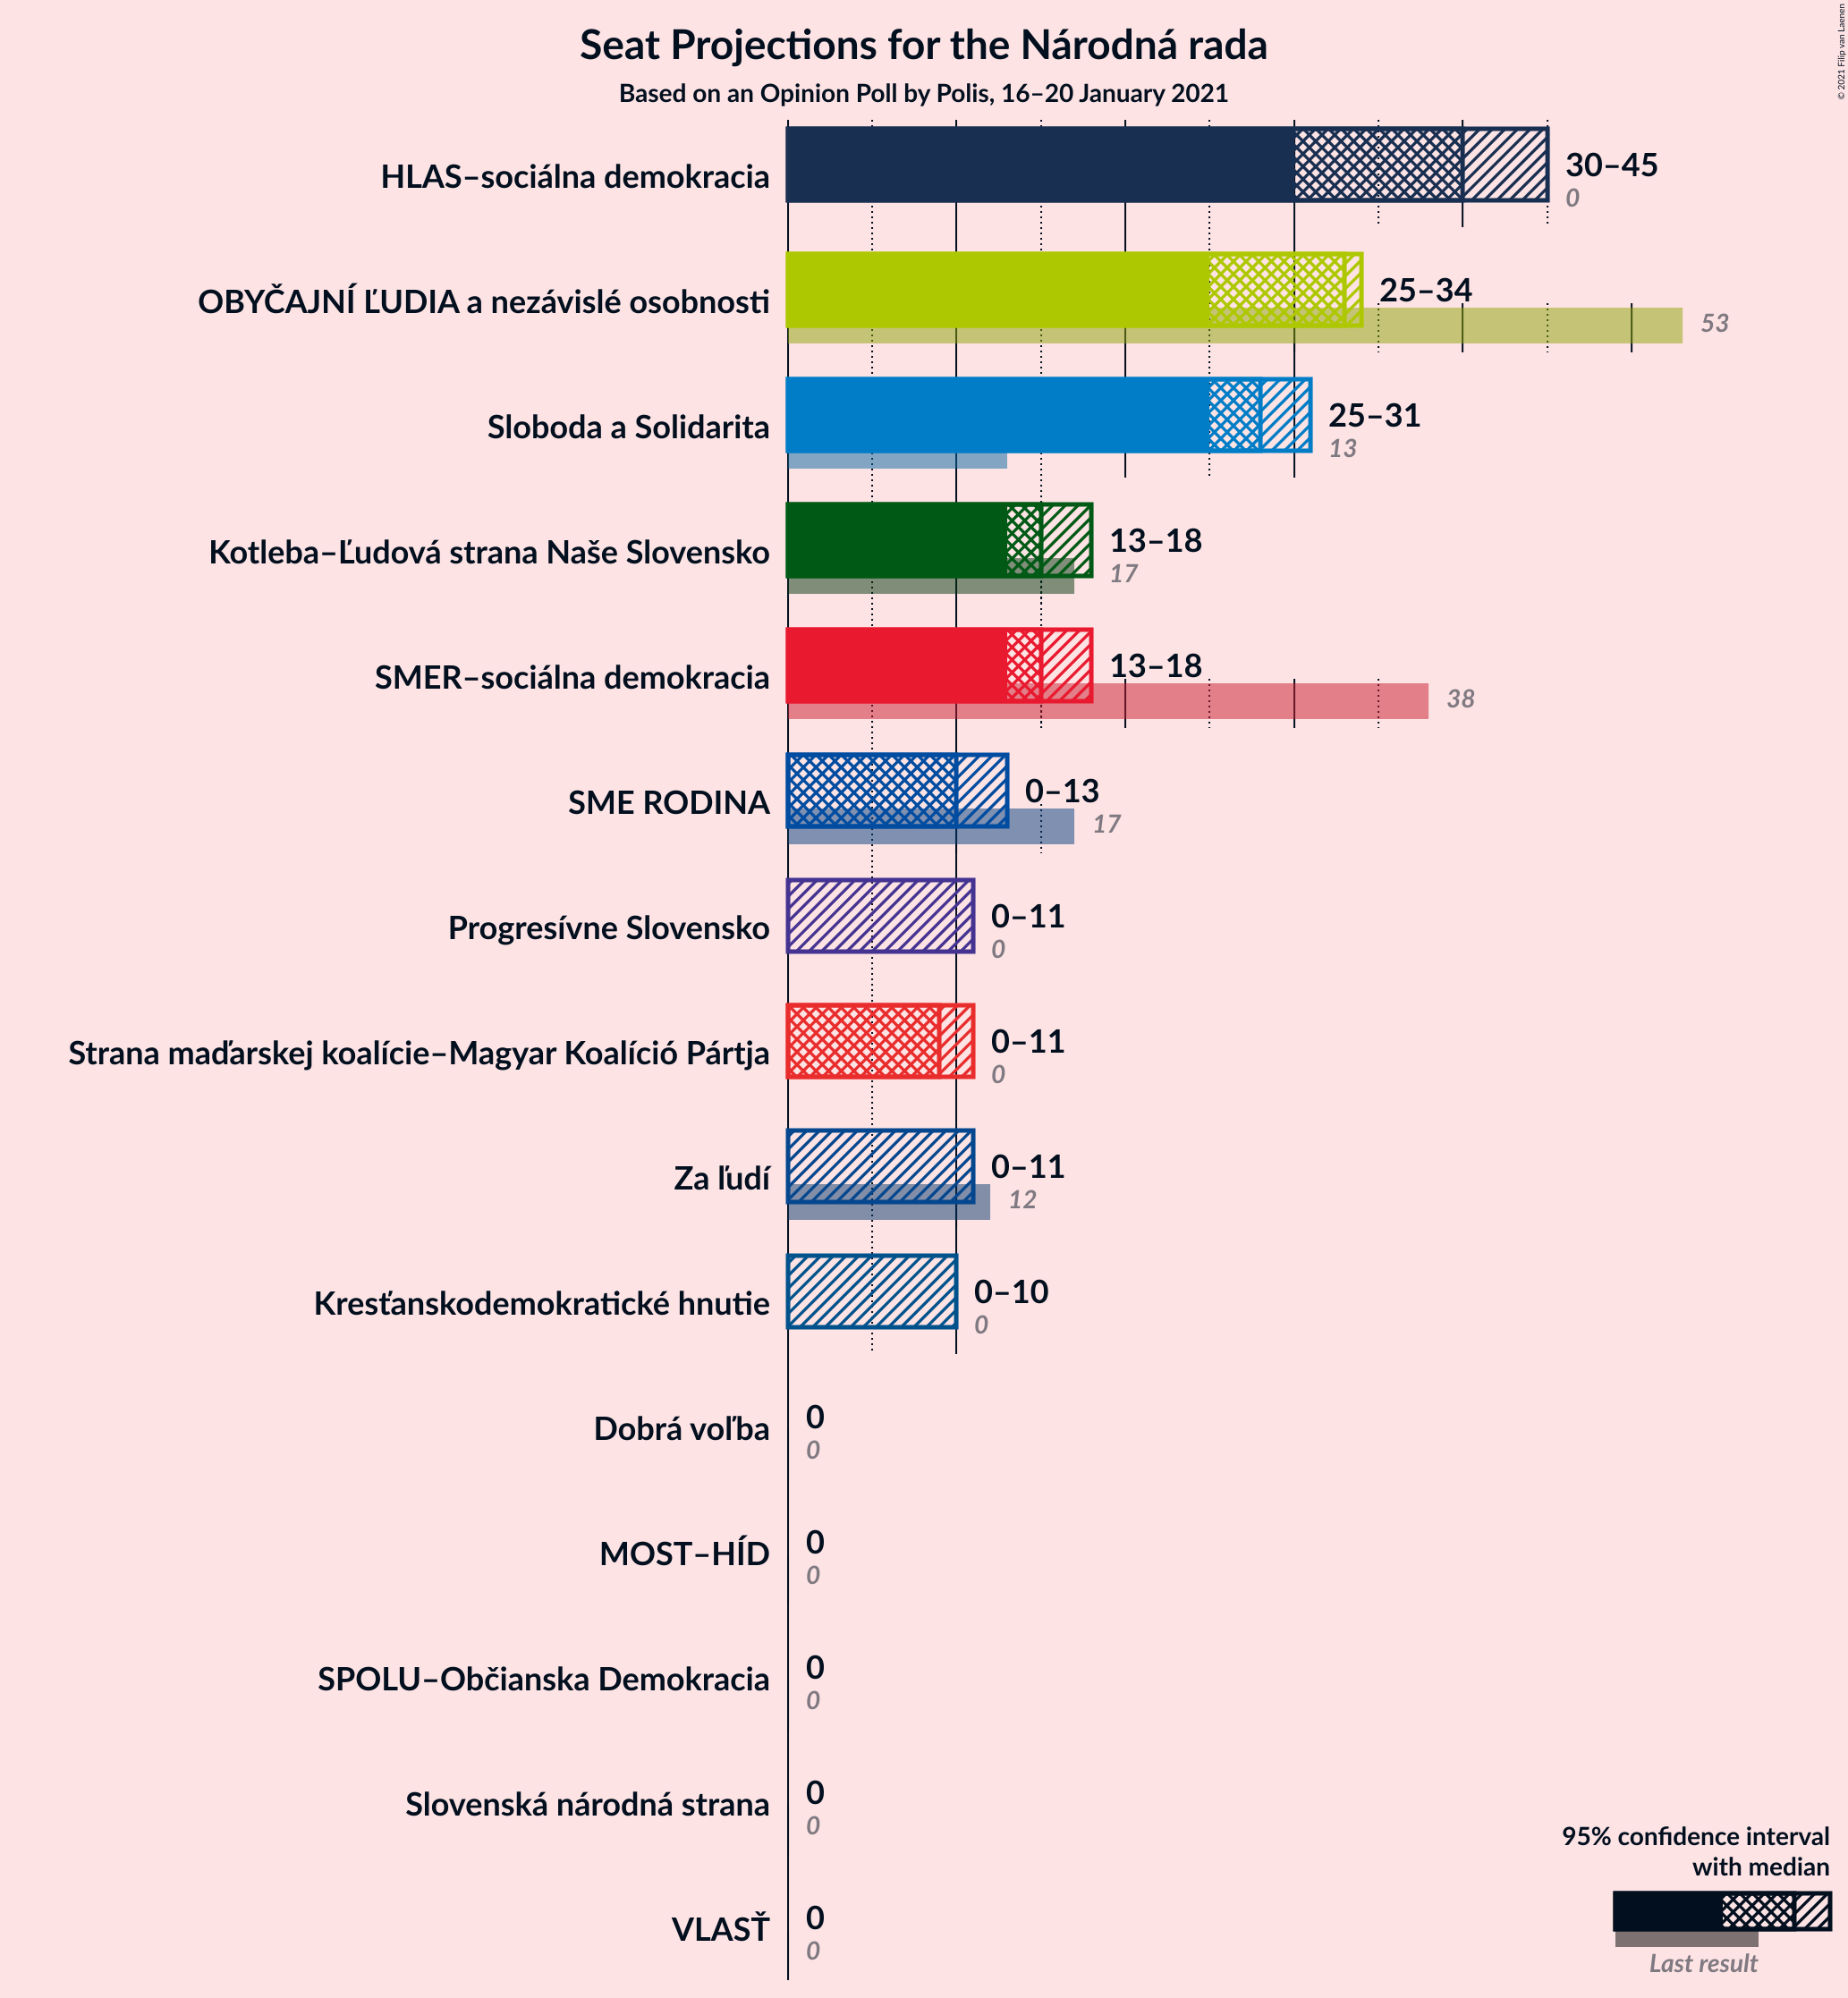 Seat Projections for the Národná rada
Based on an Opinion Poll by Polis, 16–20 January 2021
© 2021 Filip van Laenen
HLAS–sociálna demokracia
30–45
0
OBYČAJNÍ ĽUDIA a nezávislé osobnosti
25–34
53
Sloboda a Solidarita
25–31
13
Kotleba–Ľudová strana Naše Slovensko
13–18
17
SMER–sociálna demokracia
13–18
38
SME RODINA
0–13
17
Progresívne Slovensko
0–11
0
Strana maďarskej koalície–Magyar Koalíció Pártja
0–11
0
Za ľudí
0–11
12
Kresťanskodemokratické hnutie
0–10
0
Dobrá voľba
0
0
MOST–HÍD
0
0
SPOLU–Občianska Demokracia
0
0
Slovenská národná strana
0
0
VLASŤ
0
0
95% confidence interval
with median
Last result